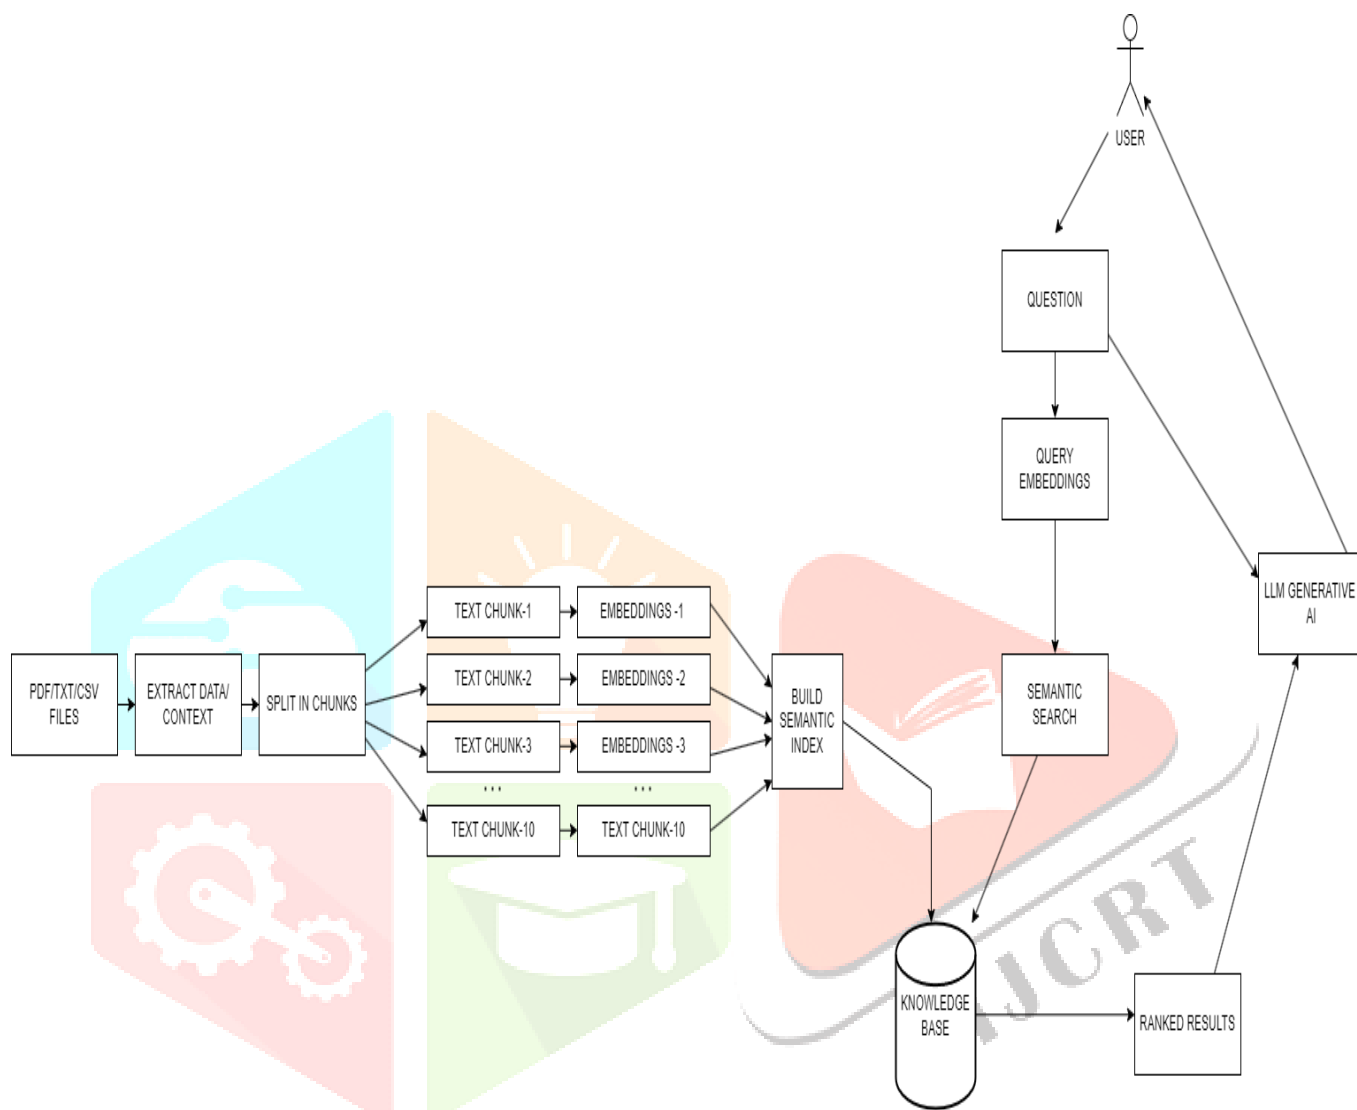 USER
QUESTION
QUERY
EMBEDDINGS
LLM GENERATIVE
AI
TEXT CHUNK-1
EMBEDDINGS -1
PDF/TXT/CSV
FILES
EXTRACT DATA/
CONTEXT
SPLIT IN CHUNKS
TEXT CHUNK-2
EMBEDDINGS -2
BUILD
SEMANTIC
INDEX
SEMANTIC
SEARCH
TEXT CHUNK-3
EMBEDDINGS -3
...
...
TEXT CHUNK-10
TEXT CHUNK-10
KNOWLEDGE
BASE
RANKED RESULTS
IJCRT